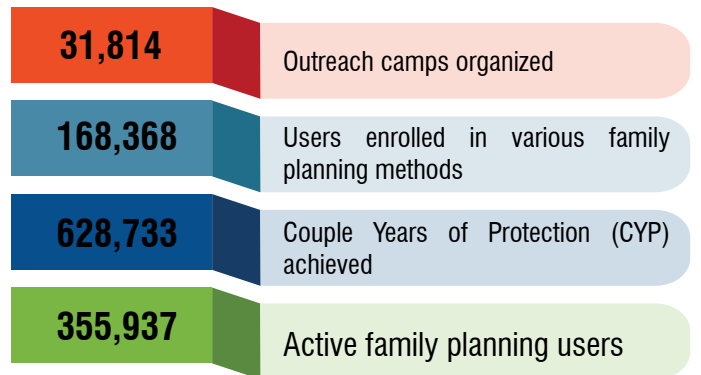 31,814
Outreach camps organized
168,368
Users enrolled in various family
planning methods
628,733
Couple Years of Protection (CYP)
achieved
355,937
Active family planning users